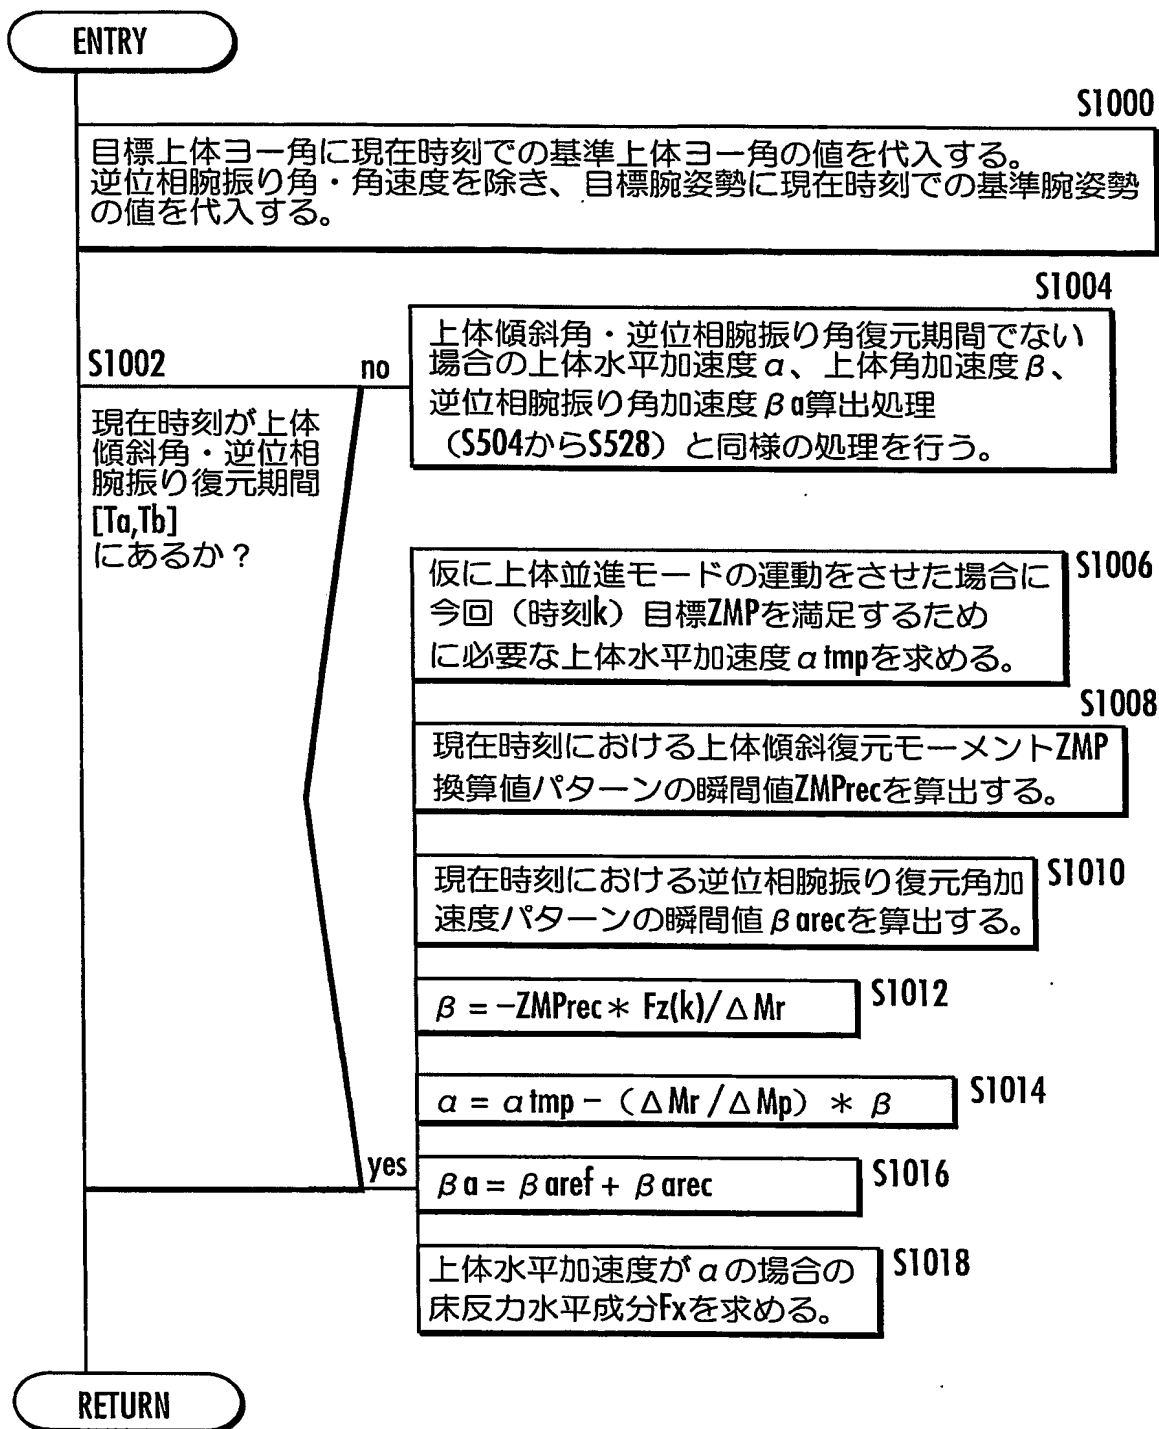 ENTRY
S1000
目標上体ヨー角に現在時刻での基準上体ヨー角の値を代入する。
逆位相腕振り角・角速度を除き、目標腕姿勢に現在時刻での基準腕姿勢
の値を代入する。
S1002
現在時刻が上体
傾斜角・逆位相
腕振り復元期間
[Ta,Tb]
にあるか？
no
S1004
上体傾斜角・逆位相腕振り角復元期間でない
場合の上体水平加速度α、上体角加速度β、
逆位相腕振り角加速度βa算出処理
（S504からS528）と同様の処理を行う。
S1006
仮に上体並進モードの運動をさせた場合に
今回（時刻k）目標ZMPを満足するため
に必要な上体水平加速度αtmpを求める。
S1008
現在時刻における上体傾斜復元モーメントZMP
換算値パターンの瞬間値ZMPrecを算出する。
S1010
現在時刻における逆位相腕振り復元角加
速度パターンの瞬間値βarecを算出する。
S1012
β=-ZMPrec* Fz(k)/ΔMr
S1014
α=αtmp-(ΔMr/ΔMp)*β
yes
S1016
βa=βaref+βarec
S1018
上体水平加速度がαの場合の
床反力水平成分Fxを求める。
RETURN